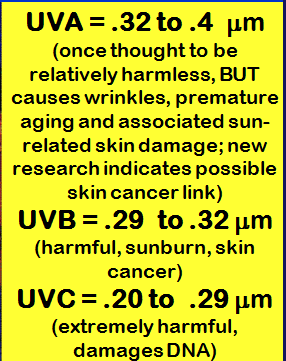 UVA = .32 to .4 μm
(once thought to be
relatively harmless, BUT
causes wrinkles, premature
aging and associated sun-
related skin damage; new
research indicates possible
skin cancer link)
UVB = .29 to .32 μm
(harmful, sunburn, skin
cancer)
UVC = .20 to .29 μm
(extremely harmful,
damages DNA)